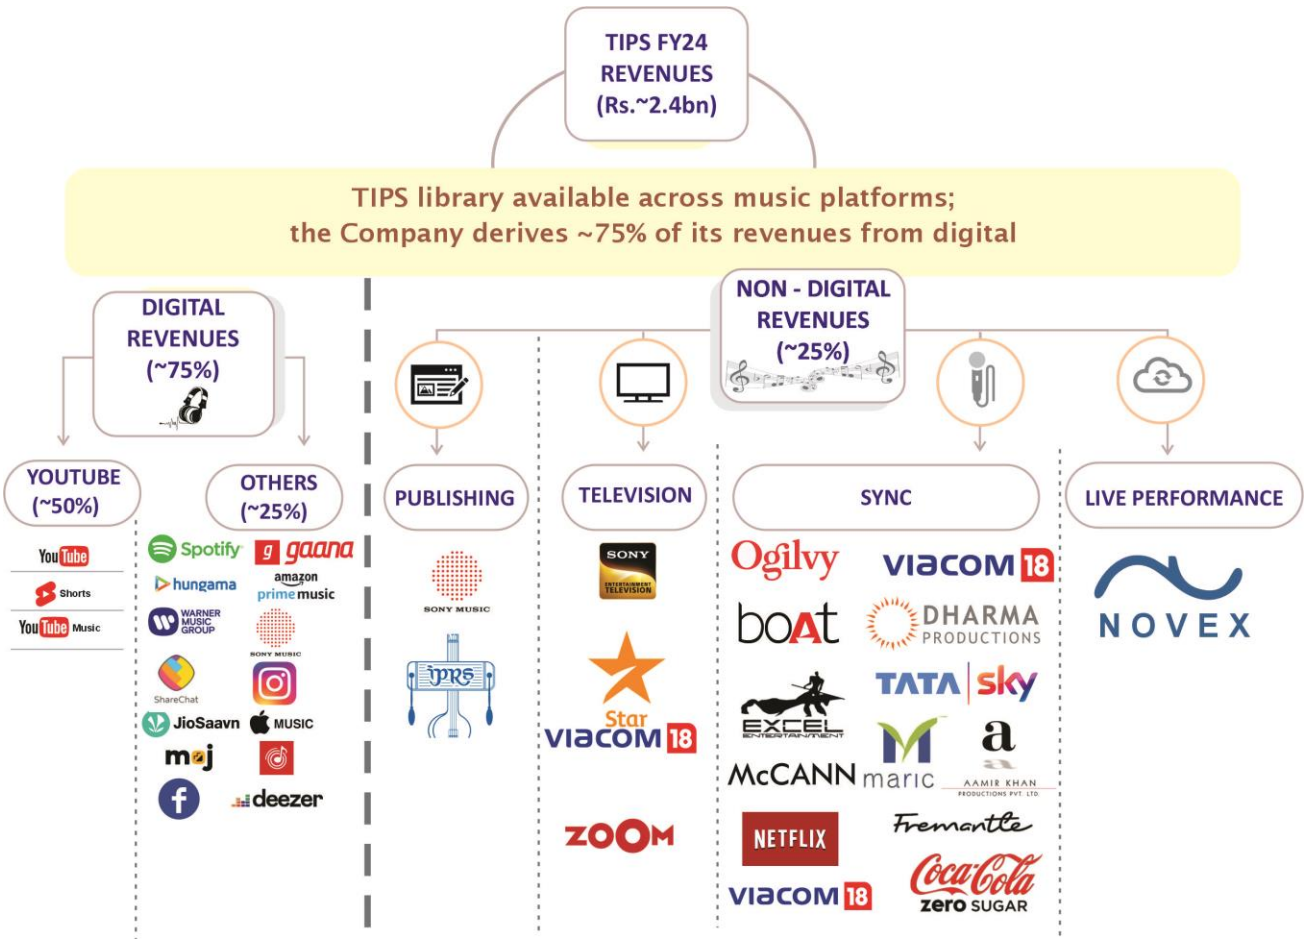 TIPS FY24
REVENUES
(Rs.~2.4bn)
TIPS library available across music platforms;
the Company derives ~75% of its revenues from digital
DIGITAL
REVENUES
(~75%)
NON - DIGITAL
REVENUES
(~25%)
YOUTUBE
(~50%)
OTHERS
(~25%)
PUBLISHING
TELEVISION
SYNC
LIVE PERFORMANCE
YouTube
Shorts
YouTube Music
Spotify
gaana
hungama
amazon
prime music
WARNER
MUSIC
GROUP
SONY MUSIC
ShareChat
JioSaavn
MUSIC
moj
f
deezer
SONY MUSIC
iPRS
SONY
ENTERTAINMENT
TELEVISION
Star
VIACOM 18
ZOOM
Ogilvy
VIACOM 18
boAt
DHARMA
PRODUCTIONS
EXCEL
ENTERTAINMENT
TATA sky
maric
a
AAMIR KHAN
PRODUCTIONS PVT. LTD
McCANN
NETFLIX
Fremantle
VIACOM 18
Coca-Cola
zero SUGAR
NOVEX